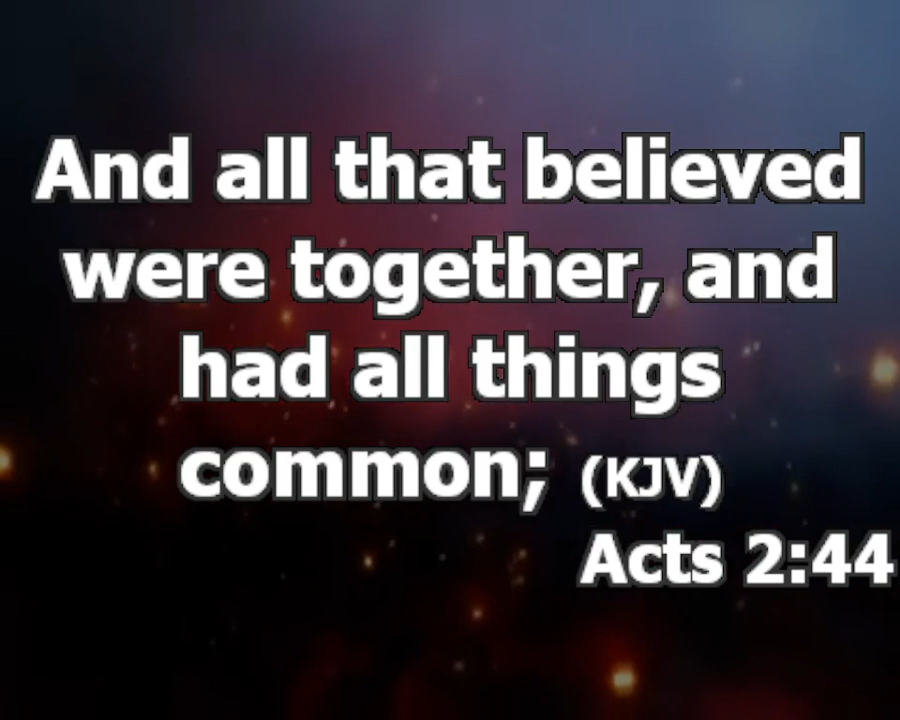 And all that believed
were together, and
had all things
common; (KJV)
Acts 2:44